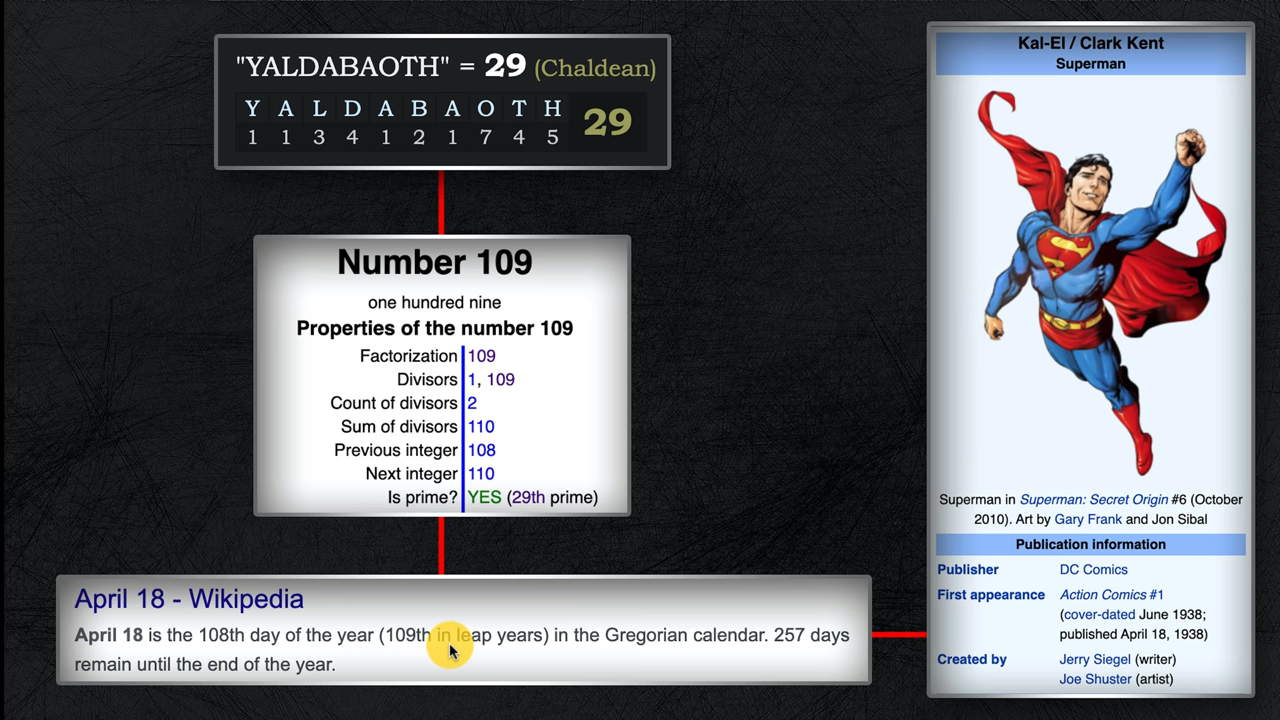 "YALDABAOTH" = 29 (Chaldean)
Y A L D A B A O T H 29
1 1 3 4 1 2 1 7 4 5
Number 109
one hundred nine
Properties of the number 109
Factorization 109
Divisors 1, 109
Count of divisors 2
Sum of divisors 110
Previous integer 108
Next integer 110
Is prime? YES (29th prime)
April 18 - Wikipedia
April 18 is the 108th day of the year (109th in leap years) in the Gregorian calendar. 257 days
remain until the end of the year.
Kal-El / Clark Kent
Superman
Superman in Superman: Secret Origin #6 (October
2010). Art by Gary Frank and Jon Sibal
Publication information
Publisher DC Comics
First appearance Action Comics #1
(cover-dated June 1938;
published April 18, 1938)
Created by Jerry Siegel (writer)
Joe Shuster (artist)